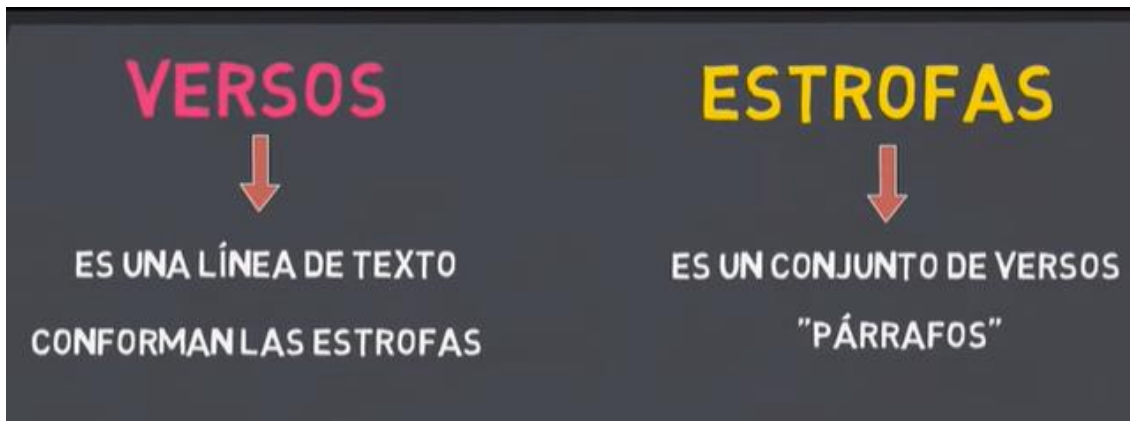 VERSOS
ES UNA LÍNEA DE TEXTO
CONFORMAN LAS ESTROFAS
ESTROFAS
ES UN CONJUNTO DE VERSOS
"PÁRRAFOS"